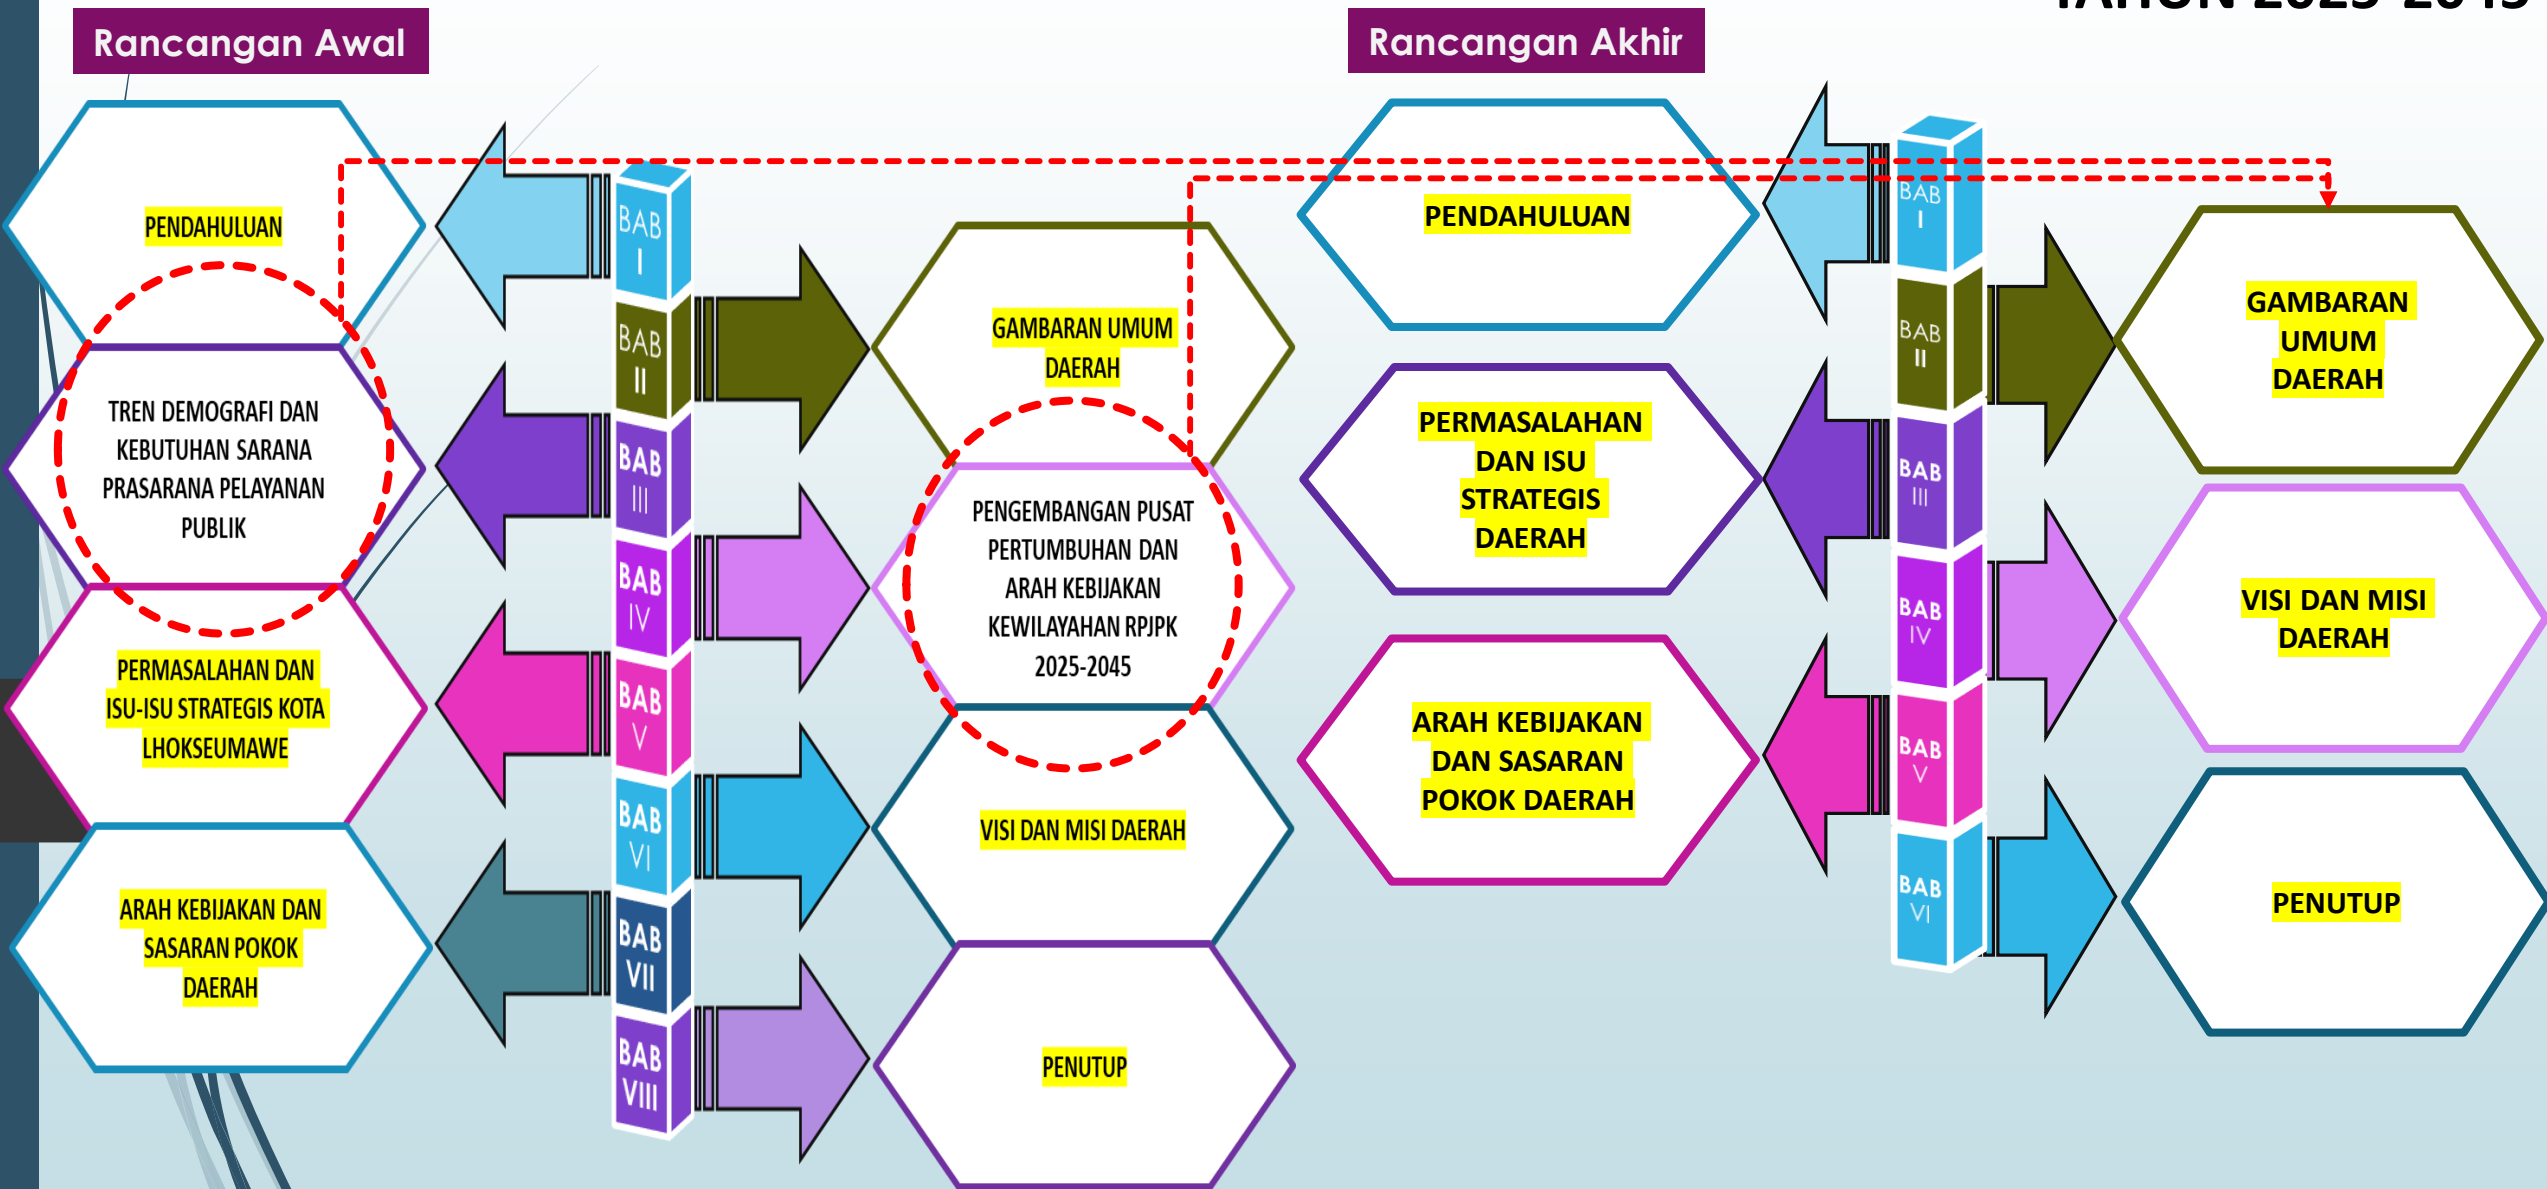 TAHUN 2025-2045
Rancangan Awal
PENDAHULUAN
TREN DEMOGRAFI DAN
KEBUTUHAN SARANA
PRASARANA PELAYANAN
PUBLIK
PERMASALAHAN DAN
ISU-ISU STRATEGIS KOTA
LHOKSEUMAWE
ARAH KEBIJAKAN DAN
SASARAN POKOK
DAERAH
BAB
I
BAB
II
BAB
III
BAB
IV
BAB
V
BAB
VI
BAB
VII
BAB
VIII
GAMBARAN UMUM
DAERAH
PENGEMBANGAN PUSAT
PERTUMBUHAN DAN
ARAH KEBIJAKAN
KEWILAYAHAN RPJPK
2025-2045
VISI DAN MISI DAERAH
PENUTUP
Rancangan Akhir
PENDAHULUAN
PERMASALAHAN
DAN ISU
STRATEGIS
DAERAH
ARAH KEBIJAKAN
DAN SASARAN
POKOK DAERAH
BAB
I
BAB
II
BAB
III
BAB
IV
BAB
V
BAB
VI
GAMBARAN
UMUM
DAERAH
VISI DAN MISI
DAERAH
PENUTUP